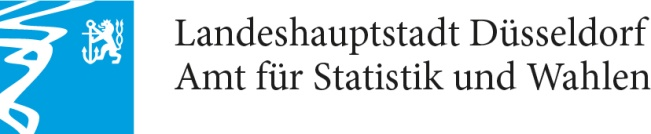 Landeshauptstadt Düsseldorf
Amt für Statistik und Wahlen